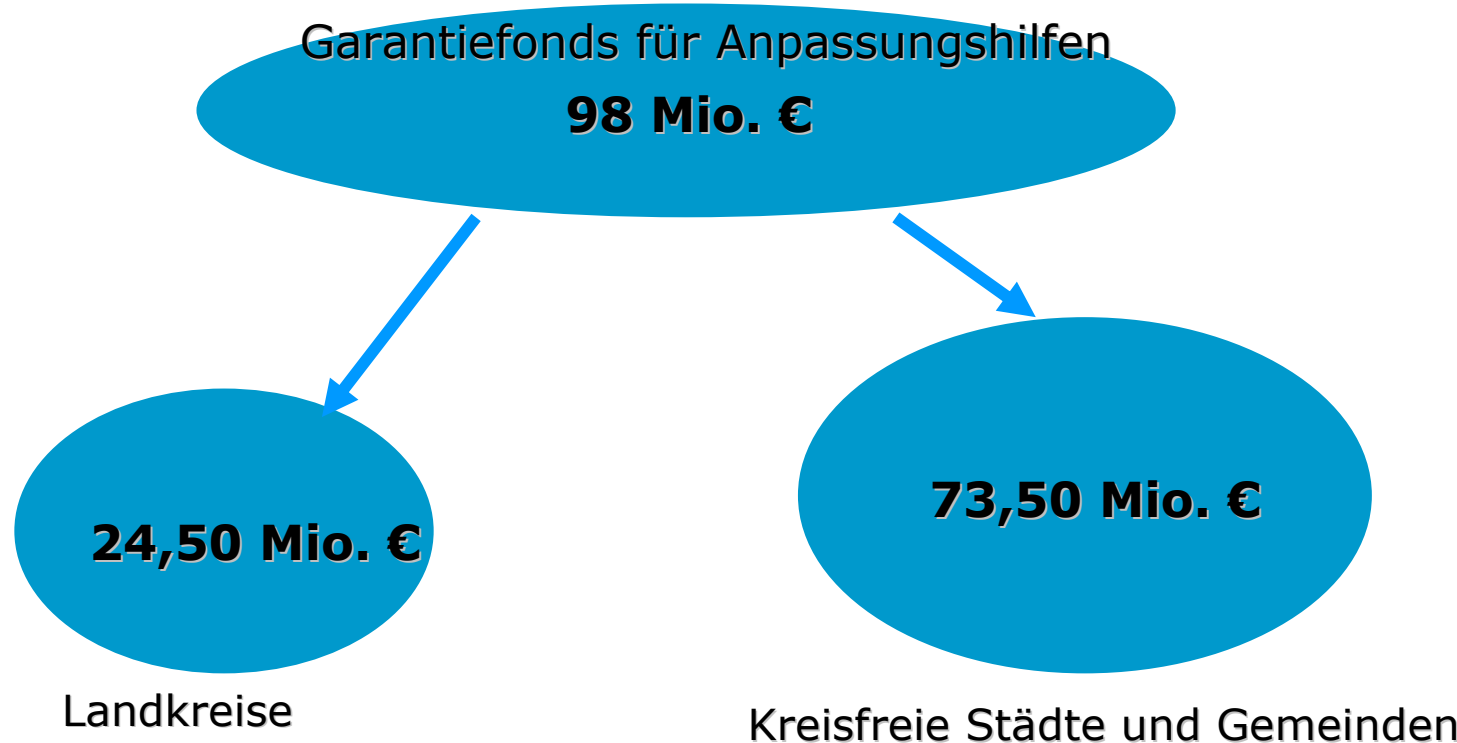 Garantiefonds für Anpassungshilfen
98 Mio. €
24,50 Mio. €
Landkreise
73,50 Mio. €
Kreisfreie Städte und Gemeinden